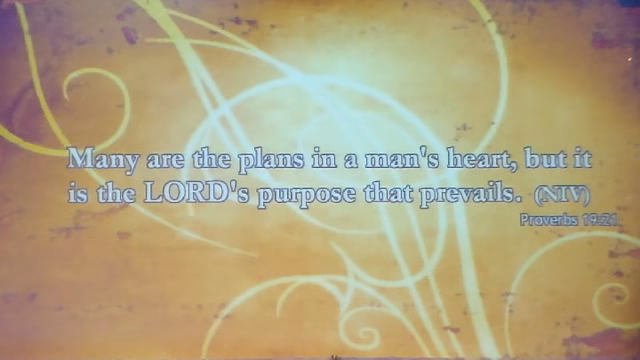 Many are the plans in a man's heart, but it
is the LORD's purpose that prevails. (NIV)
Proverbs 19:21